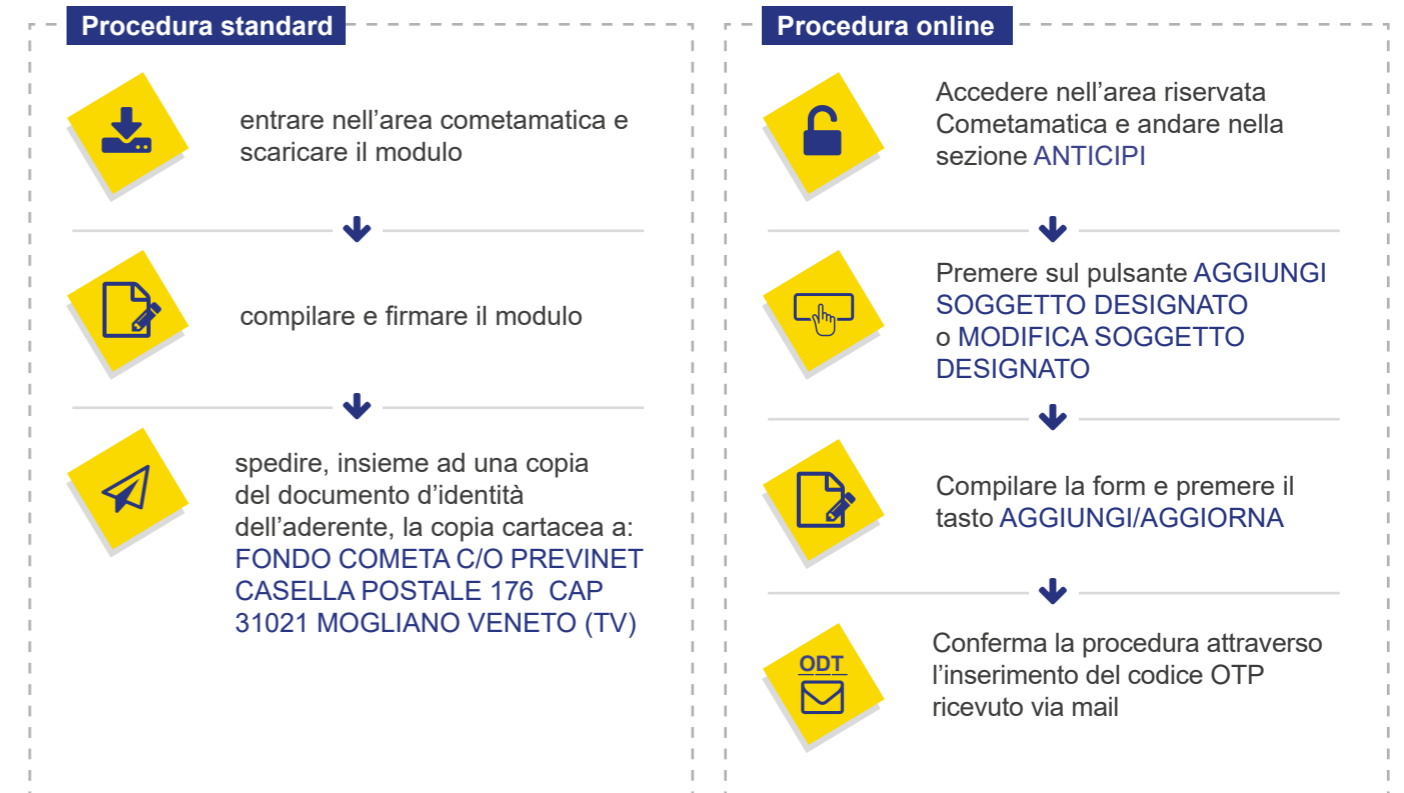 Procedura standard
entrare nell’area cometamatica e
scaricare il modulo
compilare e firmare il modulo
spedire, insieme ad una copia
del documento d’identità
dell’aderente, la copia cartacea a:
FONDO COMETA C/O PREVINET
CASELLA POSTALE 176 CAP
31021 MOGLIANO VENETO (TV)
Procedura online
Accedere nell’area riservata
Cometamatica e andare nella
sezione ANTICIPI
Premere sul pulsante AGGIUNGI
SOGGETTO DESIGNATO
o MODIFICA SOGGETTO
DESIGNATO
Compilare la form e premere il
tasto AGGIUNGI/AGGIORNA
ODT
Conferma la procedura attraverso
l’inserimento del codice OTP
ricevuto via mail